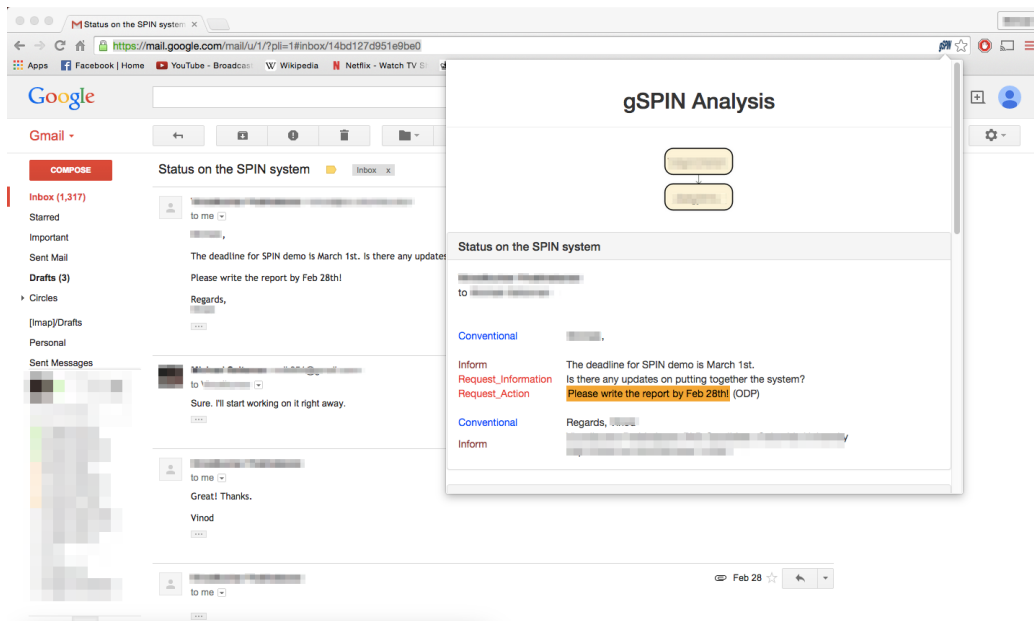 Status on the SPIN system ×
https://mail.google.com/mail/u/1/?pli=1#inbox/14bd127d951e9be0
Apps Facebook | Home YouTube - Broadcas Wikipedia Netflix - Watch TV S
Google
Gmail
COMPOSE
Inbox (1,317)
Starred
Important
Sent Mail
Drafts (3)
Circles
[Imap]/Drafts
Personal
Sent Messages
Status on the SPIN system Inbox x
to me
,
The deadline for SPIN demo is March 1st. Is there any updates
Please write the report by Feb 28th!
Regards,
to
Sure. I'll start working on it right away.
to me
Great! Thanks.
Vinod
Feb 28
to me
gSPIN Analysis
Status on the SPIN system
to
Conventional ,
Inform The deadline for SPIN demo is March 1st.
Request_Information Is there any updates on putting together the system?
Request_Action Please write the report by Feb 28th! (ODP)
Conventional Regards,
Inform